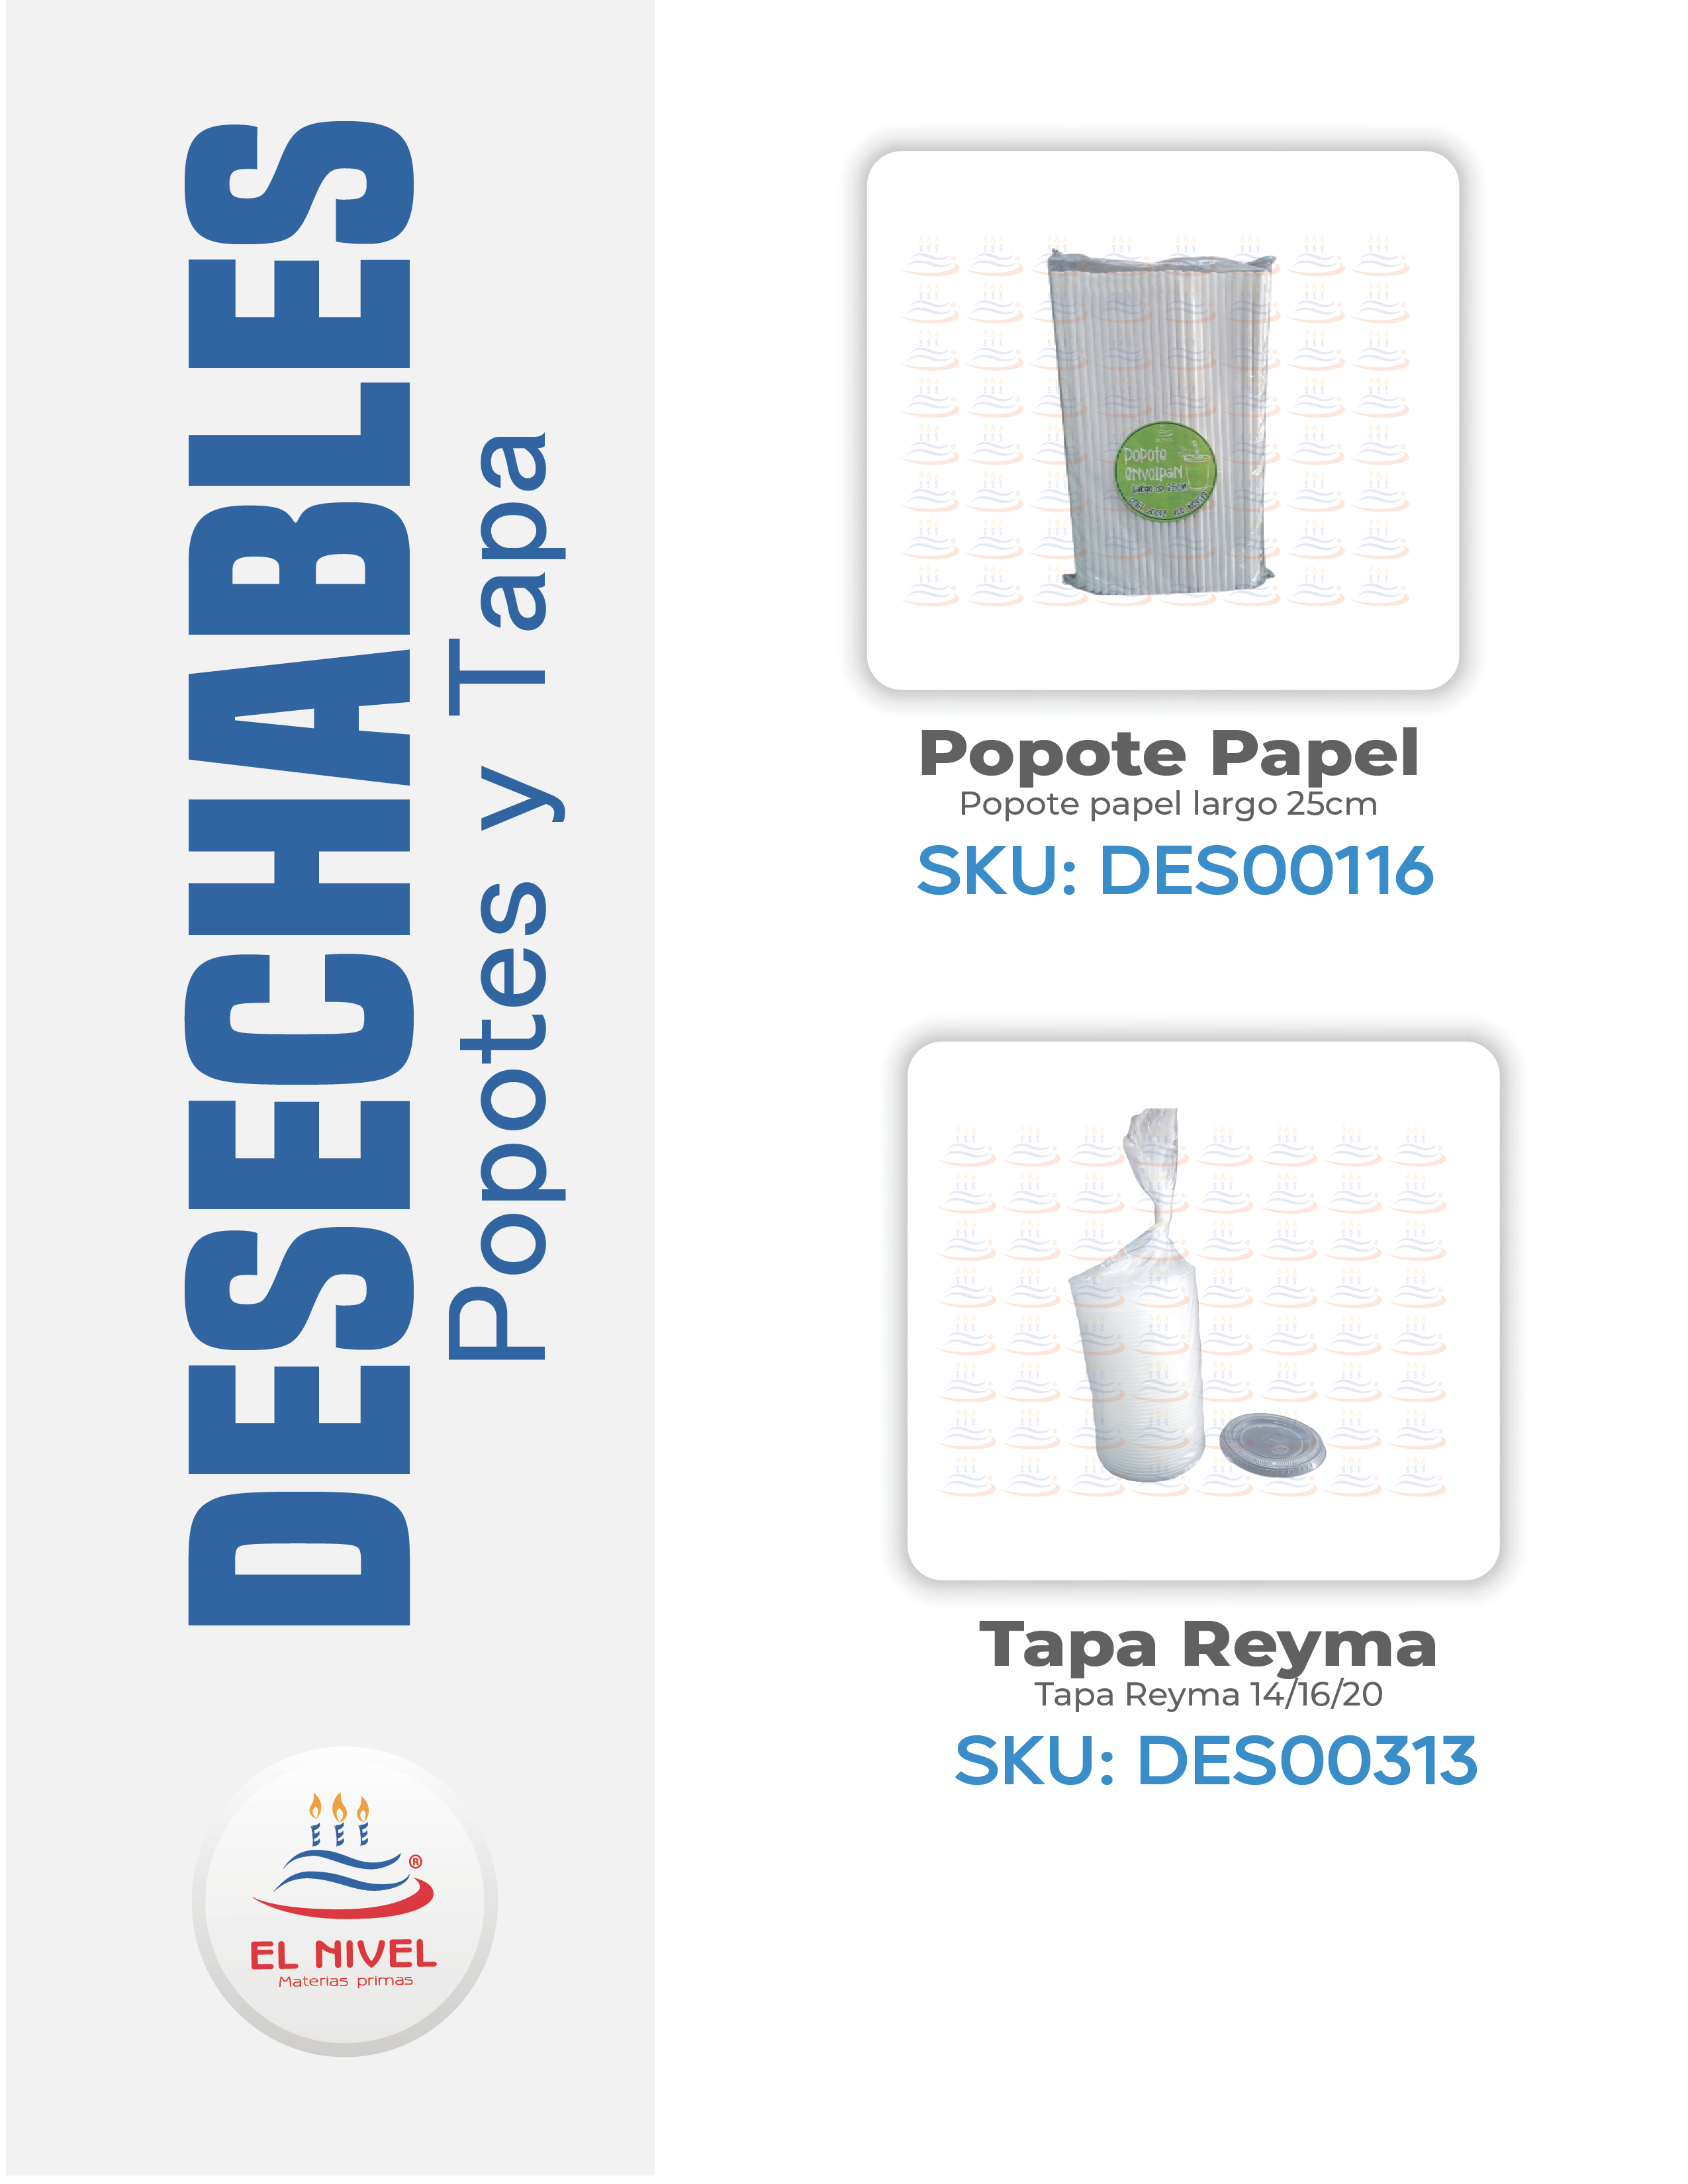 DESECHABLES
Popotes y Tapa
popote
envolpan
Largo de 25cm
Popote Papel
Popote papel largo 25cm
SKU: DES00116
Tapa Reyma
Tapa Reyma 14/16/20
SKU: DES00313
®
EL NIVEL
Materias primas